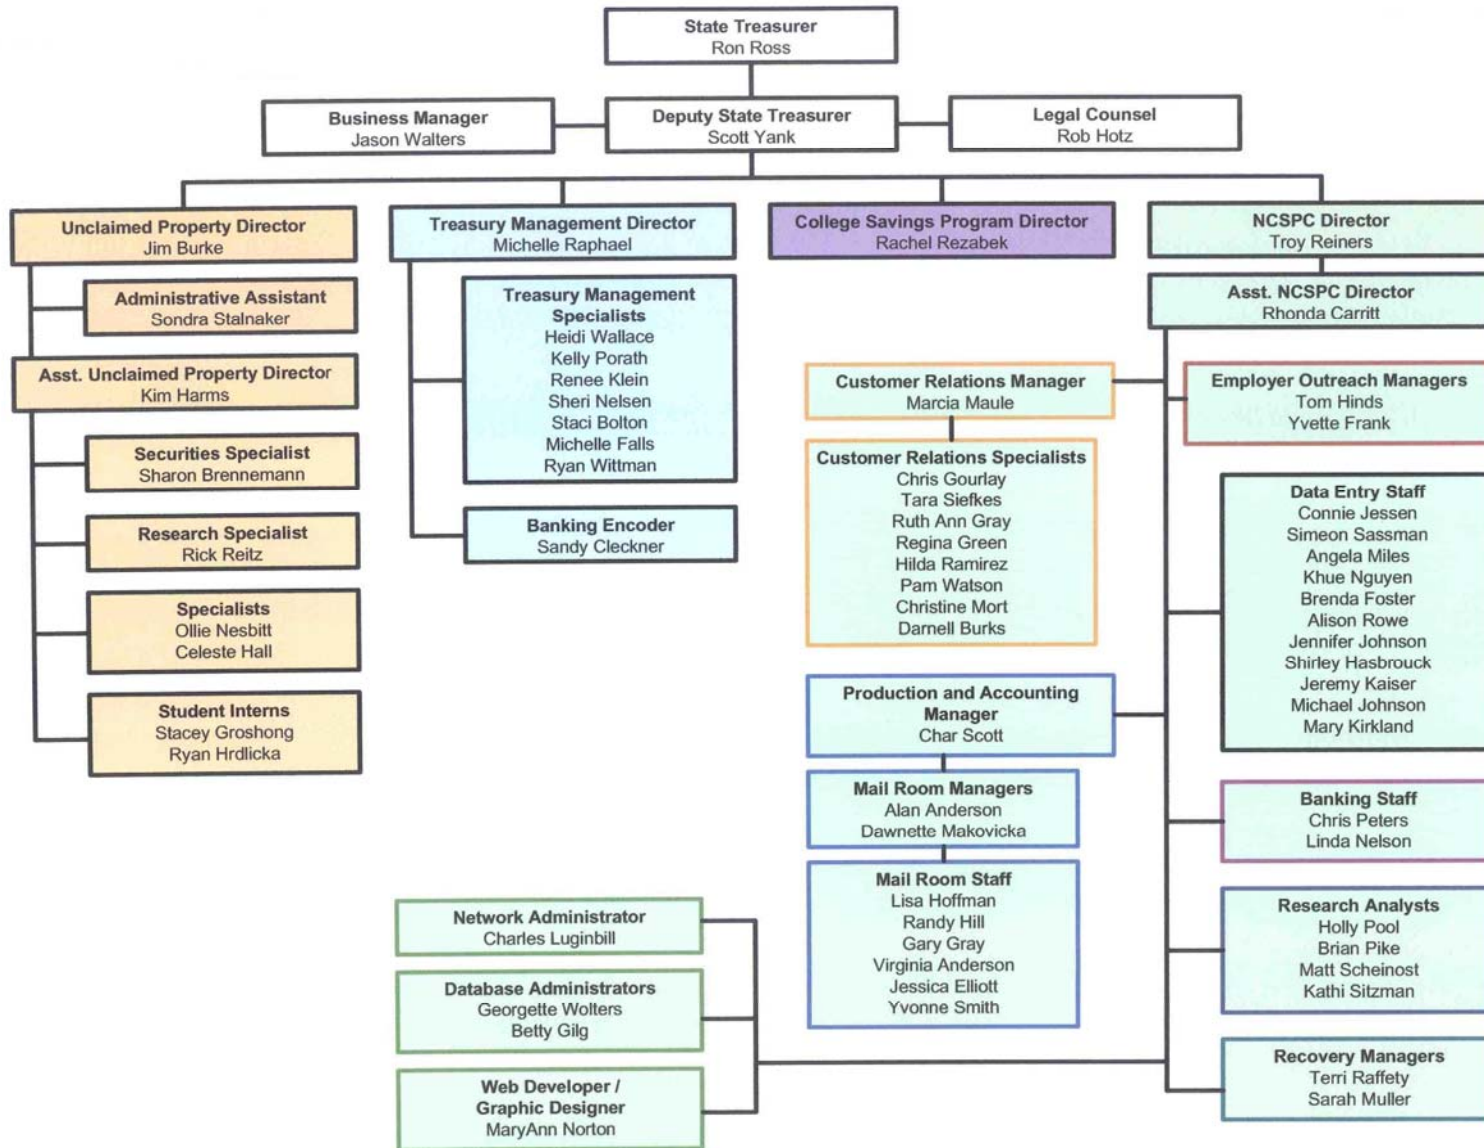 State Treasurer
Ron Ross
Business Manager
Jason Walters
Deputy State Treasurer
Scott Yank
Legal Counsel
Rob Hotz
Unclaimed Property Director
Jim Burke
Administrative Assistant
Sondra Stalnaker
Asst. Unclaimed Property Director
Kim Harms
Securities Specialist
Sharon Brennemann
Research Specialist
Rick Reitz
Specialists
Ollie Nesbitt
Celeste Hall
Student Interns
Stacey Groshong
Ryan Hrdlicka
Treasury Management Director
Michelle Raphael
Treasury Management
Specialists
Heidi Wallace
Kelly Porath
Renee Klein
Sheri Nelsen
Staci Bolton
Michelle Falls
Ryan Wittman
Banking Encoder
Sandy Cleckner
College Savings Program Director
Rachel Rezabek
NCSPC Director
Troy Reiners
Asst. NCSPC Director
Rhonda Carritt
Customer Relations Manager
Marcia Maule
Customer Relations Specialists
Chris Gourlay
Tara Siefkes
Ruth Ann Gray
Regina Green
Hilda Ramirez
Pam Watson
Christine Mort
Darnell Burks
Production and Accounting
Manager
Char Scott
Mail Room Managers
Alan Anderson
Dawnette Makovicka
Mail Room Staff
Lisa Hoffman
Randy Hill
Gary Gray
Virginia Anderson
Jessica Elliott
Yvonne Smith
Network Administrator
Charles Luginbill
Database Administrators
Georgette Wolters
Betty Gilg
Web Developer /
Graphic Designer
MaryAnn Norton
Employer Outreach Managers
Tom Hinds
Yvette Frank
Data Entry Staff
Connie Jessen
Simeon Sassman
Angela Miles
Khue Nguyen
Brenda Foster
Alison Rowe
Jennifer Johnson
Shirley Hasbrouck
Jeremy Kaiser
Michael Johnson
Mary Kirkland
Banking Staff
Chris Peters
Linda Nelson
Research Analysts
Holly Pool
Brian Pike
Matt Scheinost
Kathi Sitzman
Recovery Managers
Terri Raffety
Sarah Muller